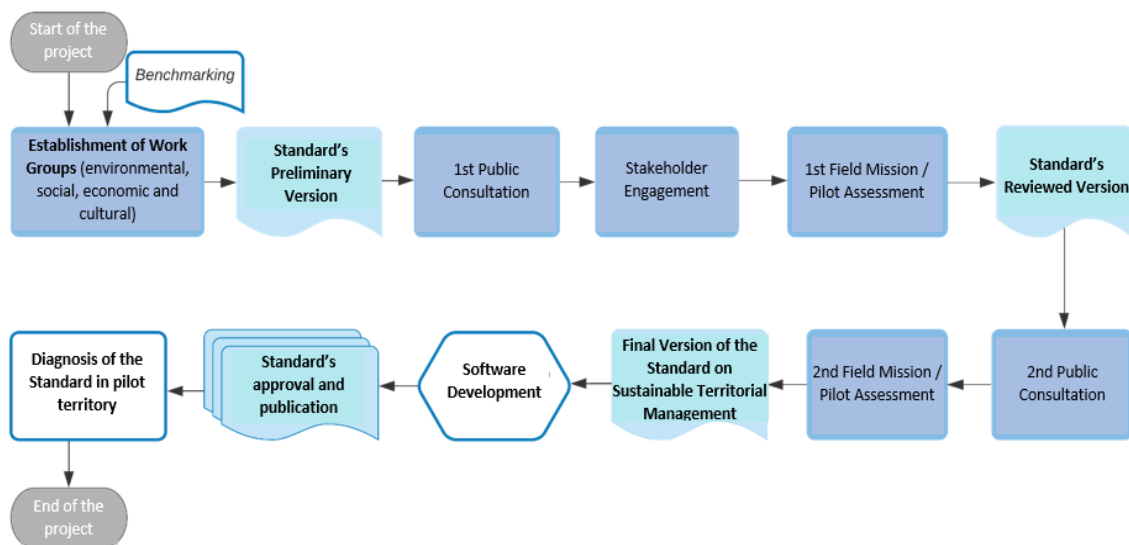 Start of the
project
Benchmarking
Establishment of Work
Groups (environmental,
social, economic and
cultural)
Standard's
Preliminary
Version
1st Public
Consultation
Stakeholder
Engagement
1st Field Mission /
Pilot Assessment
Standard's
Reviewed Version
Diagnosis of the
Standard in pilot
territory
Standard's
approval and
publication
Software
Development
Final Version of the
Standard on
Sustainable Territorial
Management
2nd Field Mission /
Pilot Assessment
2nd Public
Consultation
End of the
project